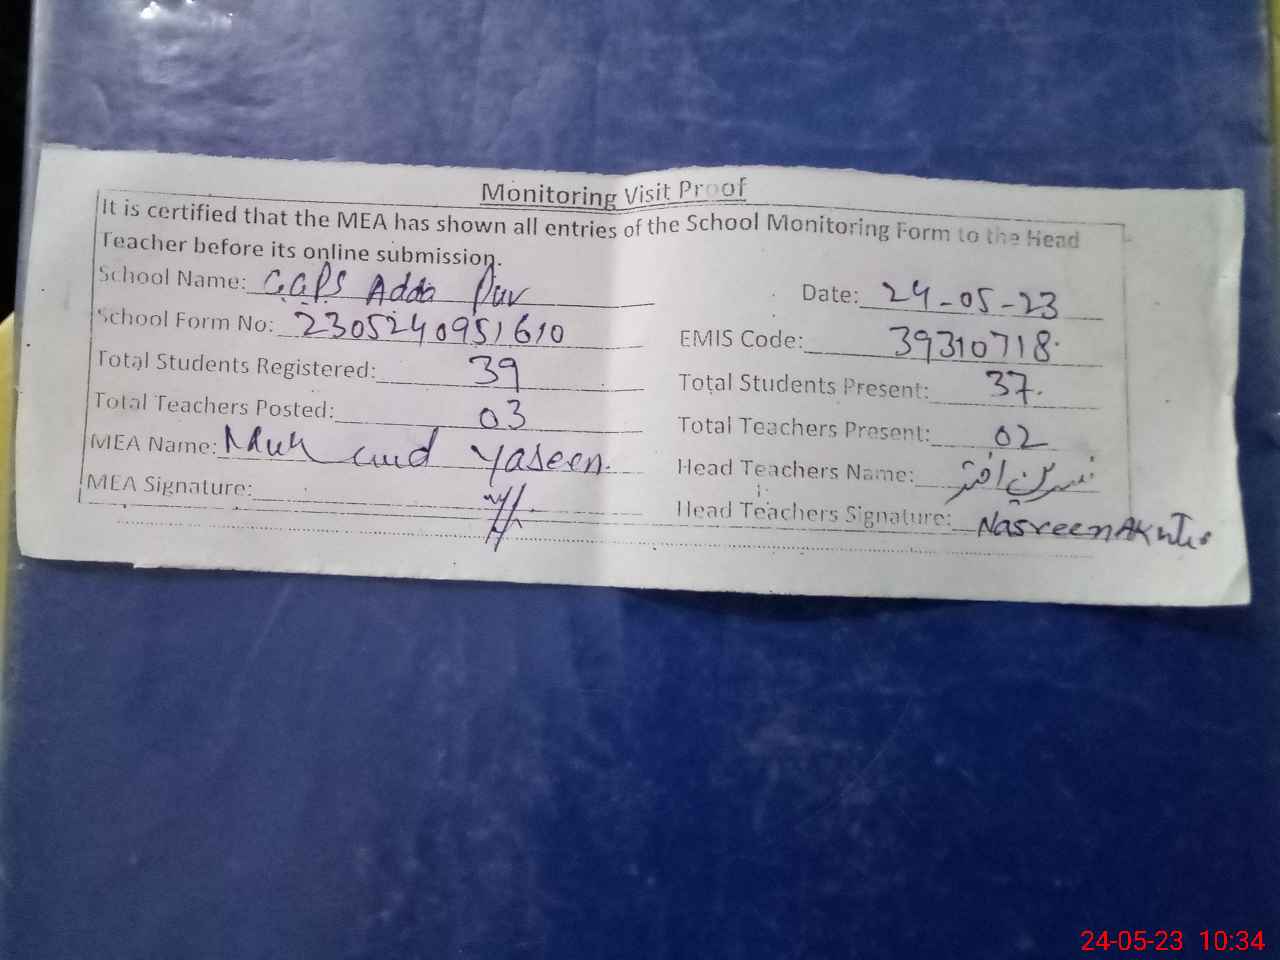 Monitoring Visit Proof
It is certified that the MEA has shown all entries of the School Monitoring Form to the Head
Teacher before its online submission.
School Name: GGPS Adda Pur
Date: 24-05-23
School Form No: 2305240951610
EMIS Code: 39310718
Total Students Registered: 39
Total Students Present: 37
Total Teachers Posted: 03
Total Teachers Present: 02
MEA Name: Yaseen
Head Teachers Name: نسرین اختر
MEA Signature:
Head Teachers Signature: Nasreen Akhter
24-05-23 10:34